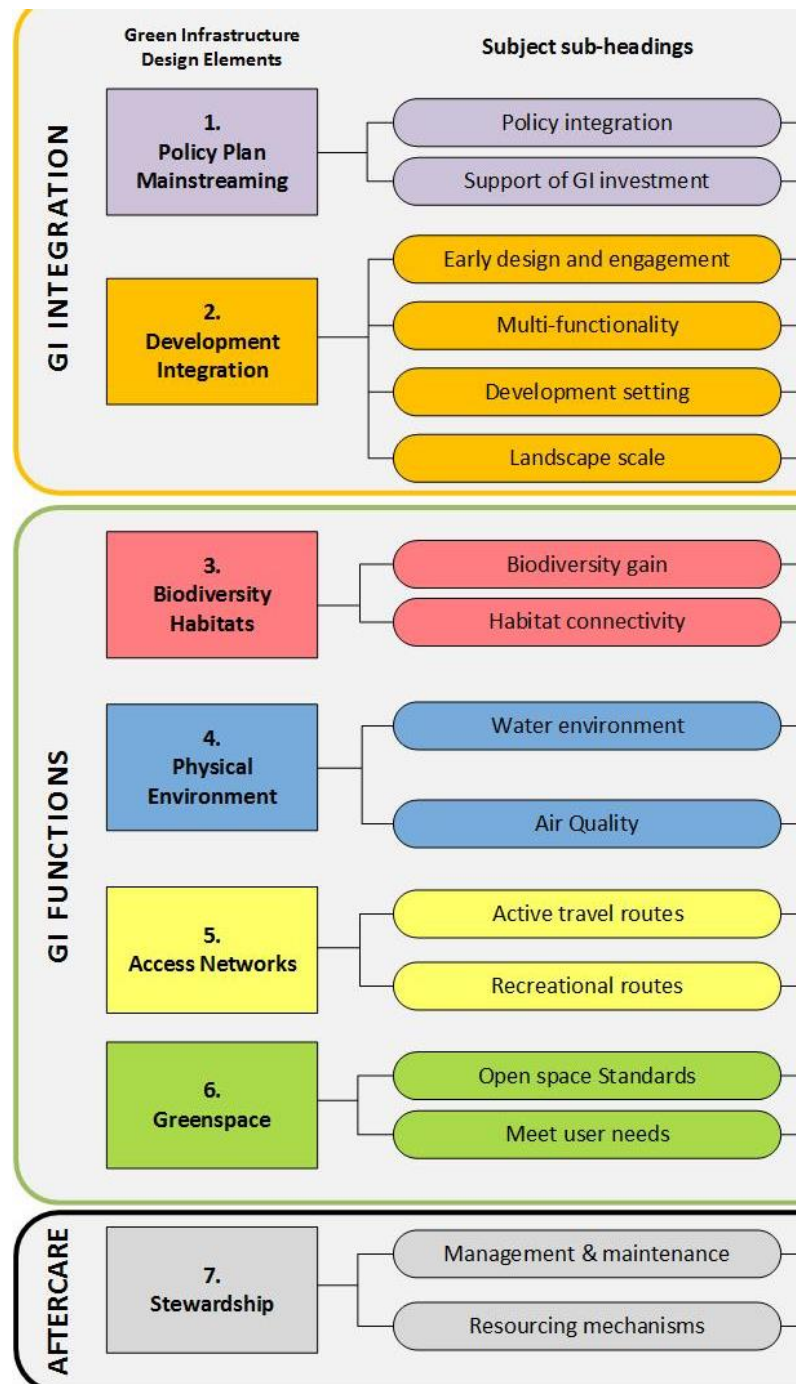 Green Infrastructure
Design Elements
Subject sub-headings
GI INTEGRATION
1.
Policy Plan
Mainstreaming
Policy integration
Support of GI investment
2.
Development
Integration
Early design and engagement
Multi-functionality
Development setting
Landscape scale
GI FUNCTIONS
3.
Biodiversity
Habitats
Biodiversity gain
Habitat connectivity
4.
Physical
Environment
Water environment
Air Quality
5.
Access Networks
Active travel routes
Recreational routes
6.
Greenspace
Open space Standards
Meet user needs
AFTERCARE
7.
Stewardship
Management & maintenance
Resourcing mechanisms